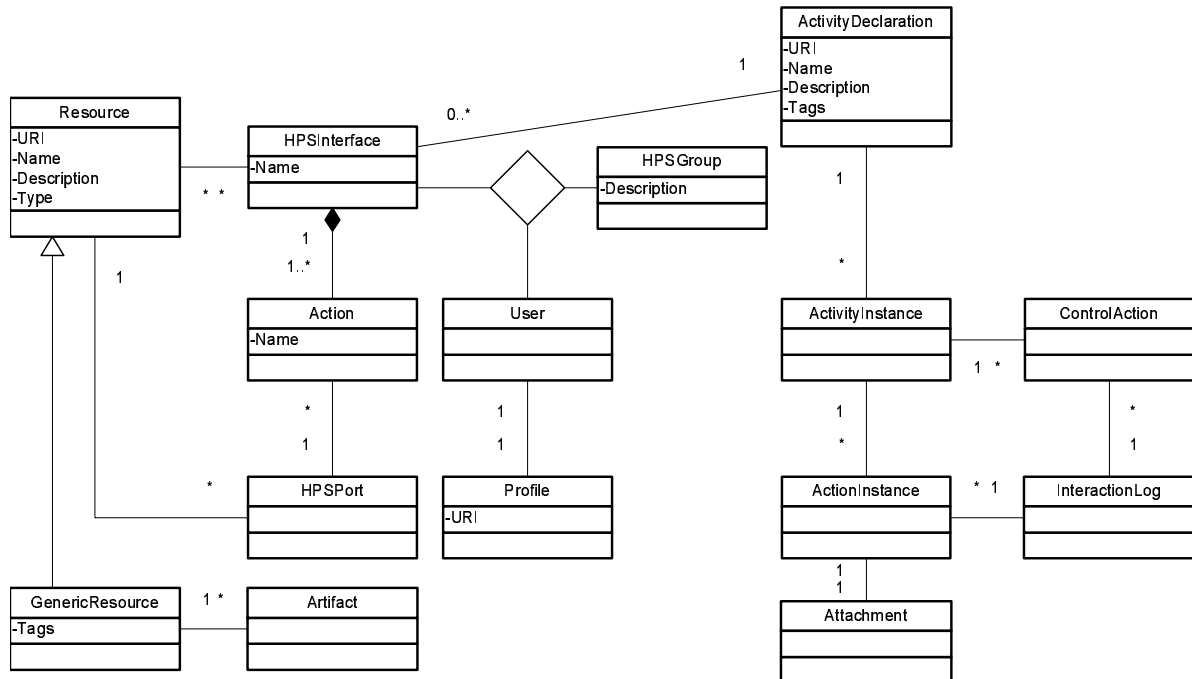 ActivityDeclaration
-URI
-Name
-Description
-Tags
1
0..*
Resource
-URI
-Name
-Description
-Type
HPSInterface
-Name
HPSGroup
-Description
* *
1
1
1..*
1
*
1
Action
-Name
User
ActivityInstance
ControlAction
1 *
*
1
1
1
1
*
*
1
*
HPSPort
Profile
-URI
ActionInstance
* 1
InteractionLog
1
1
GenericResource
-Tags
1 *
Artifact
Attachment